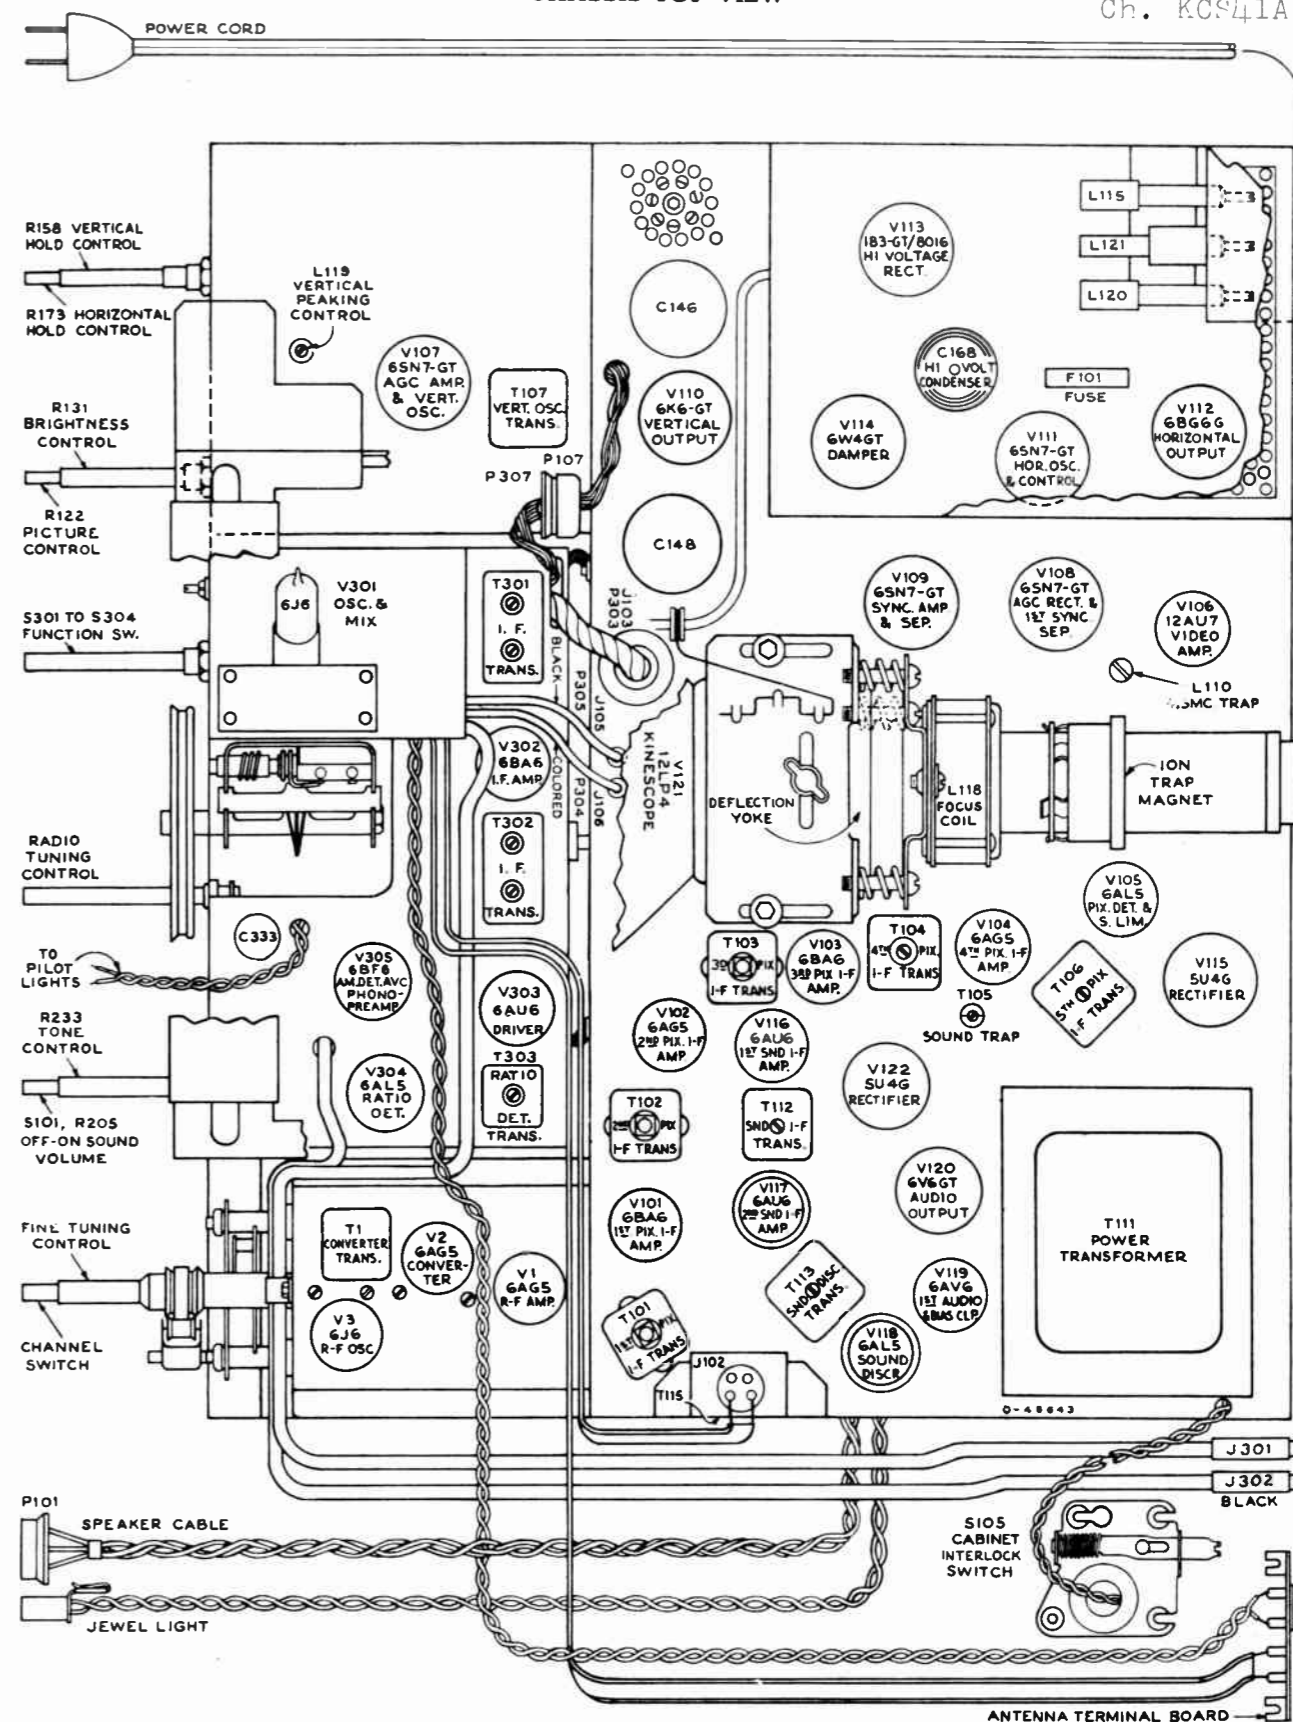 Ch. KCS41A
POWER CORD
R158 VERTICAL
HOLD CONTROL
R173 HORIZONTAL
HOLD CONTROL
L119
VERTICAL
PEAKING
CONTROL
V107
6SN7-GT
AGC AMP.
& VERT.
OSC.
T107
VERT. OSC.
TRANS.
C146
V110
6K6-GT
VERTICAL
OUTPUT
V113
1B3-GT/8016
HI VOLTAGE
RECT.
L115
L121
L120
C168
HI VOLT
CONDENSER
F101
FUSE
V114
6W4GT
DAMPER
V111
6SN7-GT
HOR. OSC.
& CONTROL
V112
6BG6G
HORIZONTAL
OUTPUT
R131
BRIGHTNESS
CONTROL
R122
PICTURE
CONTROL
P107
P307
C148
S301 TO S304
FUNCTION SW.
6J6
V301
OSC. &
MIX
T301
I. F.
TRANS.
BLACK
P305
J105
J103
P303
V109
6SN7-GT
SYNC. AMP
& SEP.
V108
6SN7-GT
AGC RECT. &
1ST SYNC
SEP.
V106
12AU7
VIDEO
AMP.
L110
TRAP
V302
6BA6
I.F. AMP.
COLORED
P304
J106
V121
12LP4
KINESCOPE
DEFLECTION
YOKE
L118
FOCUS
COIL
ION
TRAP
MAGNET
T302
I. F.
TRANS.
RADIO
TUNING
CONTROL
C333
TO
PILOT
LIGHTS
V305
6BF6
AM. DET. AVC
PHONO-
PREAMP.
V303
6AU6
DRIVER
T303
RATIO
DET.
TRANS.
V304
6AL5
RATIO
DET.
R233
TONE
CONTROL
S101, R205
OFF-ON SOUND
VOLUME
T103
3RD PIX
I-F TRANS.
V103
6BA6
3RD PIX I-F
AMP.
T104
4TH PIX.
I-F TRANS
V104
6AG5
4TH PIX. I-F
AMP.
V105
6AL5
PIX. DET. &
S. LIM.
T105
SOUND TRAP
T106
5TH PIX
I-F TRANS
V115
5U4G
RECTIFIER
V102
6AG5
2ND PIX. I-F
AMP.
V116
6AU6
1ST SND I-F
AMP.
V122
5U4G
RECTIFIER
T102
2ND PIX
I-F TRANS
T112
SND I-F
TRANS.
V101
6BA6
1ST PIX. I-F
AMP.
V117
6AU6
2ND SND I-F
AMP
V120
6V6GT
AUDIO
OUTPUT
T111
POWER
TRANSFORMER
T113
SND DISC.
TRANS.
V119
6AV6
1ST AUDIO
& BIAS CLP.
V118
6AL5
SOUND
DISCR.
T101
1ST PIX
I-F TRANS
J102
T115
FINE TUNING
CONTROL
CHANNEL
SWITCH
T1
CONVERTER
TRANS.
V2
6AG5
CONVER-
TER
V1
6AG5
R-F AMP.
V3
6J6
R-F OSC
J301
J302
BLACK
P101
SPEAKER CABLE
JEWEL LIGHT
S105
CABINET
INTERLOCK
SWITCH
ANTENNA TERMINAL BOARD